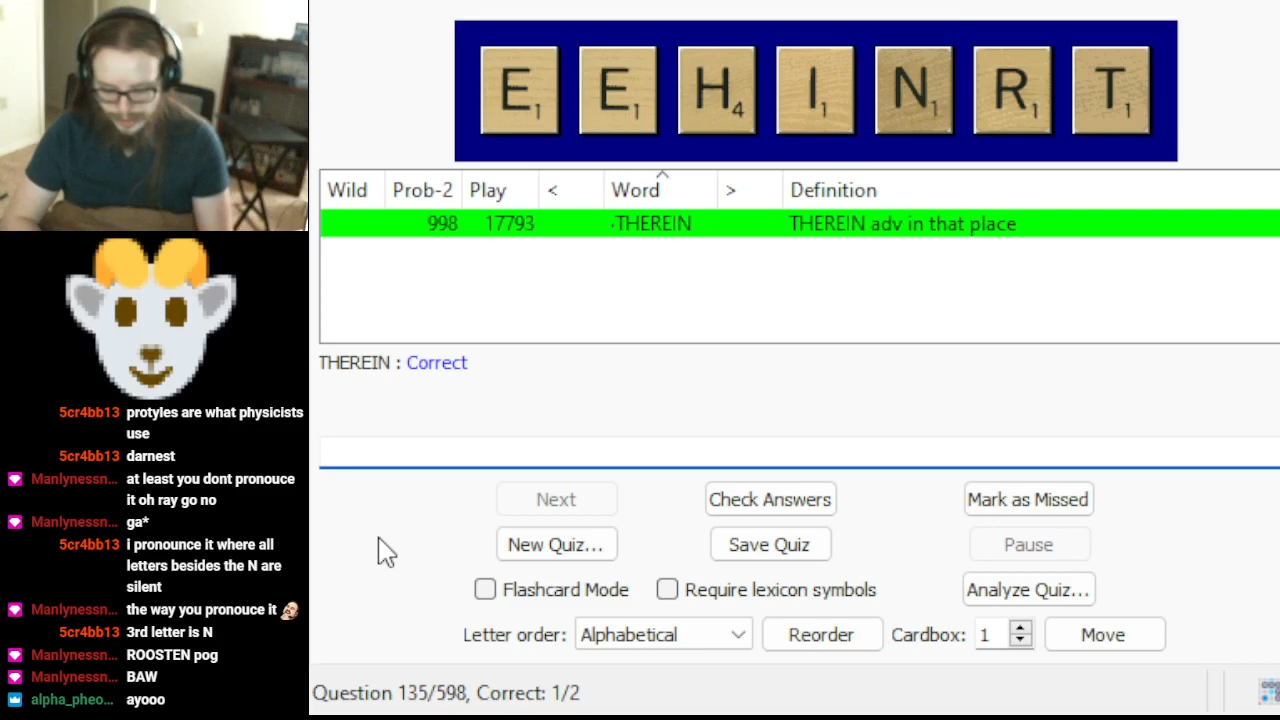 E1 E1 H4 I1 N1 R1 T1
Wild Prob-2 Play < Word > Definition
998 17793 ·THEREIN THEREIN adv in that place
THEREIN : Correct
Next Check Answers Mark as Missed
New Quiz... Save Quiz Pause
Flashcard Mode Require lexicon symbols Analyze Quiz...
Letter order: Alphabetical Reorder Cardbox: 1 Move
Question 135/598, Correct: 1/2
5cr4bb13 protyles are what physicists
use
5cr4bb13 darnest
Manlynessn... at least you dont pronouce
it oh ray go no
Manlynessn... ga*
5cr4bb13 i pronounce it where all
letters besides the N are
silent
Manlynessn... the way you pronouce it
5cr4bb13 3rd letter is N
Manlynessn... ROOSTEN pog
Manlynessn... BAW
alpha_pheo... ayooo